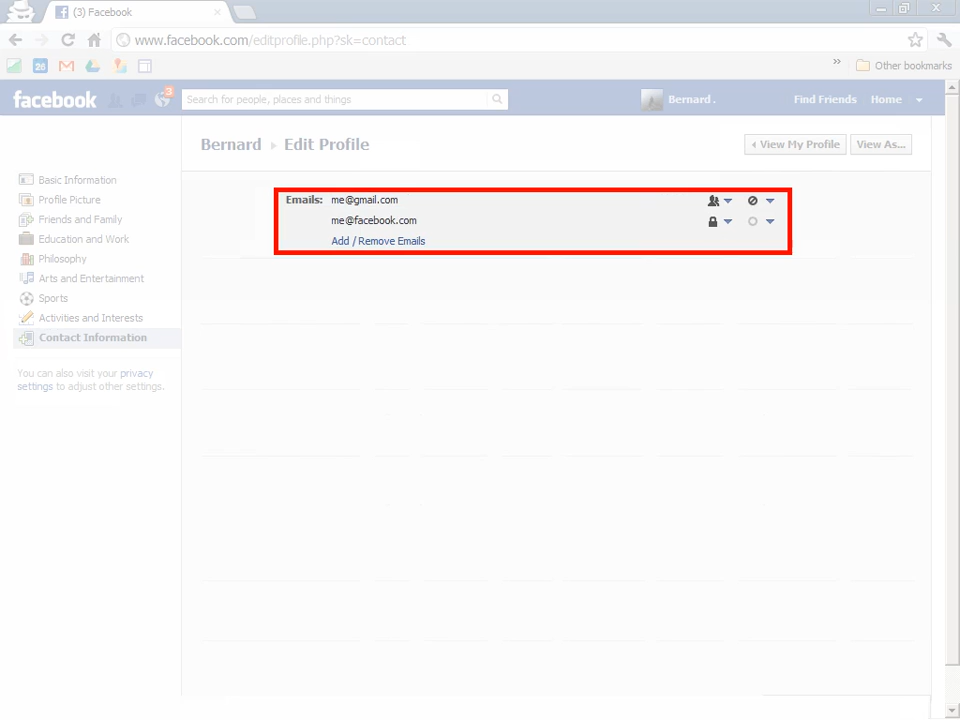 (3) Facebook
www.facebook.com/editprofile.php?sk=contact
26
Other bookmarks
facebook
3
Search for people, places and things
Bernard .
Find Friends
Home
Bernard
Edit Profile
View My Profile
View As...
Basic Information
Profile Picture
Friends and Family
Education and Work
Philosophy
Arts and Entertainment
Sports
Activities and Interests
Contact Information
You can also visit your privacy
settings to adjust other settings.
Emails: me@gmail.com
me@facebook.com
Add / Remove Emails